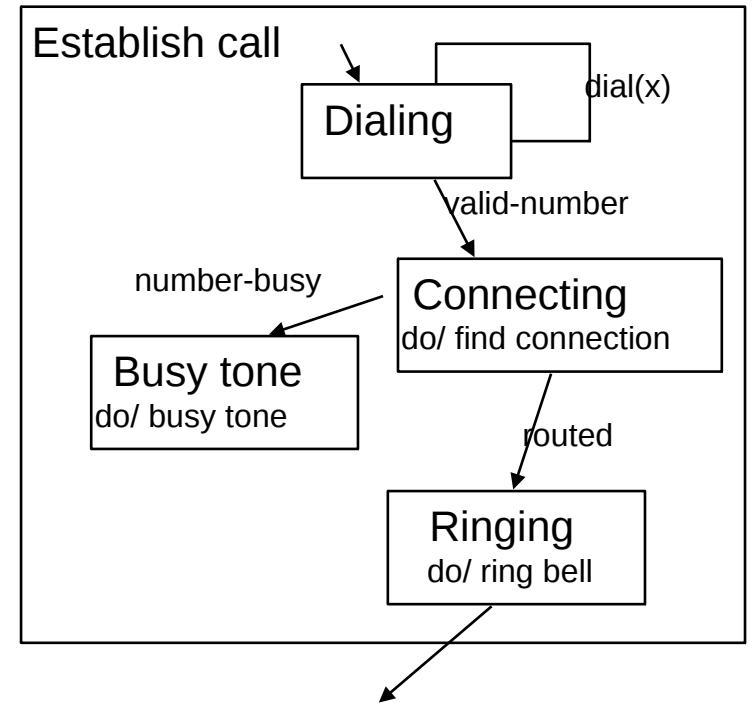 Establish call
dial(x)
Dialing
valid-number
number-busy
Connecting
do/ find connection
Busy tone
do/ busy tone
routed
Ringing
do/ ring bell